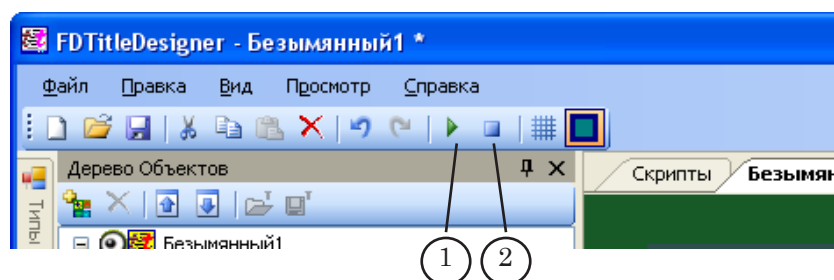 FDTitleDesigner - Безымянный1 *
Файл Правка Вид Просмотр Справка
Дерево Объектов
Скрипты Безымян
Типы
Безымянный1
1 2